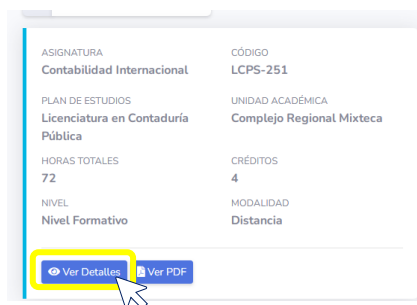 ASIGNATURA CÓDIGO
Contabilidad Internacional LCPS-251
PLAN DE ESTUDIOS UNIDAD ACADÉMICA
Licenciatura en Contaduría Complejo Regional Mixteca
Pública
HORAS TOTALES CRÉDITOS
72 4
NIVEL MODALIDAD
Nivel Formativo Distancia
Ver Detalles Ver PDF